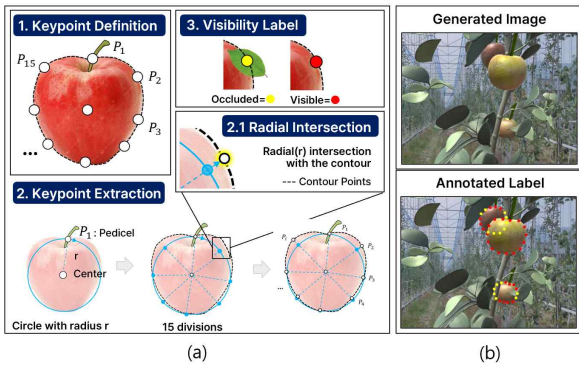 1. Keypoint Definition
P1
P15
P2
P3
...
3. Visibility Label
Occluded=
Visible=
2.1 Radial Intersection
Radial(r) intersection
with the contour
--- Contour Points
2. Keypoint Extraction
P1 : Pedicel
r
Center
Circle with radius r
15 divisions
P1
P1
P2
P3
P4
...
(a)
Generated Image
Annotated Label
(b)